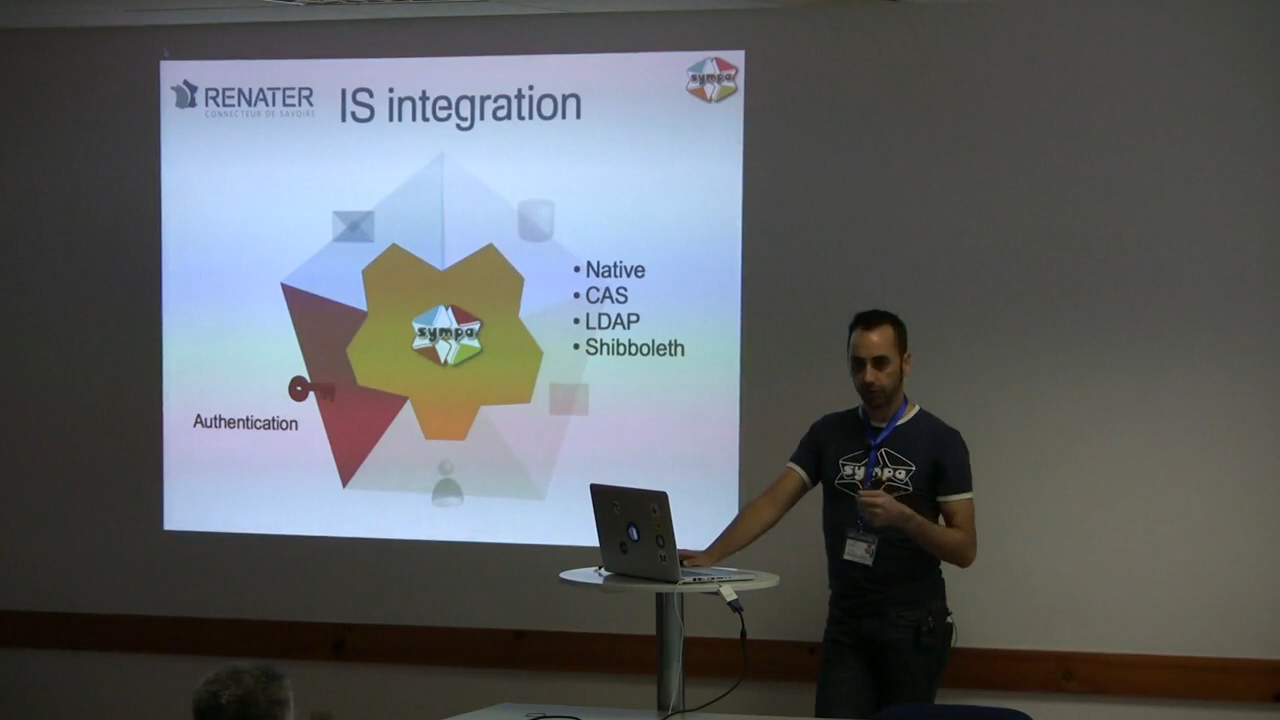 RENATER
CONNECTEUR DE SAVOIRS
IS integration
sympa
• Native
• CAS
• LDAP
• Shibboleth
sympa
Authentication
sympa